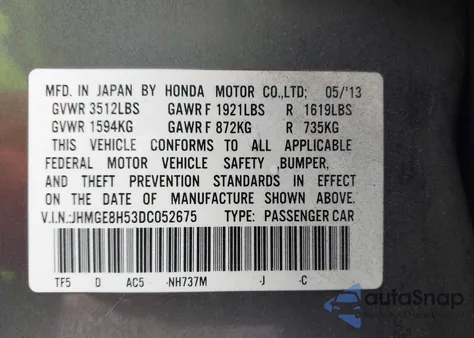 MFD. IN JAPAN BY HONDA MOTOR CO.,LTD; 05/'13
GVWR 3512LBS GAWR F 1921LBS R 1619LBS
GVWR 1594KG GAWR F 872KG R 735KG
THIS VEHICLE CONFORMS TO ALL APPLICABLE
FEDERAL MOTOR VEHICLE SAFETY ,BUMPER,
AND THEFT PREVENTION STANDARDS IN EFFECT
ON THE DATE OF MANUFACTURE SHOWN ABOVE.
V.I.N.:JHMGE8H53DC052675 TYPE: PASSENGER CAR
TF5 D AC5 -NH737M -J -C
autoSnap